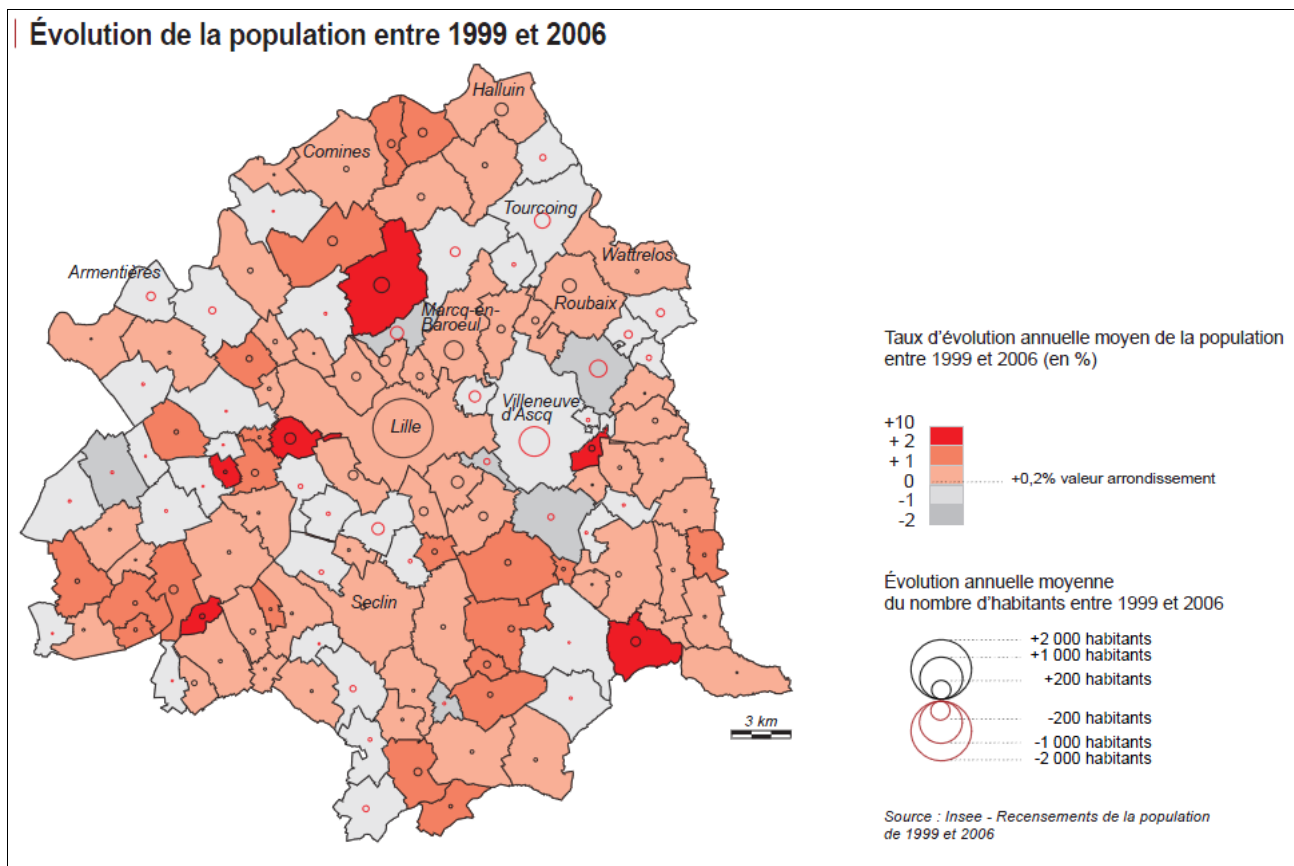 Évolution de la population entre 1999 et 2006
Halluin
Comines
Tourcoing
Wattrelos
Armentières
Roubaix
Marcq-en-
Baroeul
Villeneuve
d'Ascq
Lille
Seclin
3 km
Taux d'évolution annuelle moyen de la population
entre 1999 et 2006 (en %)
+10
+ 2
+ 1
0
-1
-2
+0,2% valeur arrondissement
Évolution annuelle moyenne
du nombre d'habitants entre 1999 et 2006
+2 000 habitants
+1 000 habitants
+200 habitants
-200 habitants
-1 000 habitants
-2 000 habitants
Source : Insee - Recensements de la population
de 1999 et 2006